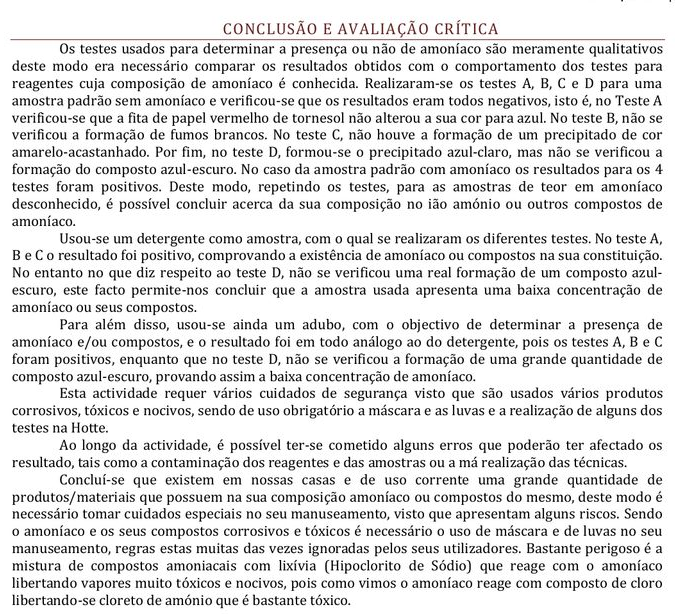 CONCLUSÃO E AVALIAÇÃO CRÍTICA
Os testes usados para determinar a presença ou não de amoníaco são meramente qualitativos
deste modo era necessário comparar os resultados obtidos com o comportamento dos testes para
reagentes cuja composição de amoníaco é conhecida. Realizaram-se os testes A, B, C e D para uma
amostra padrão sem amoníaco e verificou-se que os resultados eram todos negativos, isto é, no Teste A
verificou-se que a fita de papel vermelho de tornesol não alterou a sua cor para azul. No teste B, não se
verificou a formação de fumos brancos. No teste C, não houve a formação de um precipitado de cor
amarelo-acastanhado. Por fim, no teste D, formou-se o precipitado azul-claro, mas não se verificou a
formação do composto azul-escuro. No caso da amostra padrão com amoníaco os resultados para os 4
testes foram positivos. Deste modo, repetindo os testes, para as amostras de teor em amoníaco
desconhecido, é possível concluir acerca da sua composição no ião amónio ou outros compostos de
amoníaco.
Usou-se um detergente como amostra, com o qual se realizaram os diferentes testes. No teste A,
B e C o resultado foi positivo, comprovando a existência de amoníaco ou compostos na sua constituição.
No entanto no que diz respeito ao teste D, não se verificou uma real formação de um composto azul-
escuro, este facto permite-nos concluir que a amostra usada apresenta uma baixa concentração de
amoníaco ou seus compostos.
Para além disso, usou-se ainda um adubo, com o objectivo de determinar a presença de
amoníaco e/ou compostos, e o resultado foi em todo análogo ao do detergente, pois os testes A, B e C
foram positivos, enquanto que no teste D, não se verificou a formação de uma grande quantidade de
composto azul-escuro, provando assim a baixa concentração de amoníaco.
Esta actividade requer vários cuidados de segurança visto que são usados vários produtos
corrosivos, tóxicos e nocivos, sendo de uso obrigatório a máscara e as luvas e a realização de alguns dos
testes na Hotte.
Ao longo da actividade, é possível ter-se cometido alguns erros que poderão ter afectado os
resultado, tais como a contaminação dos reagentes e das amostras ou a má realização das técnicas.
Concluí-se que existem em nossas casas e de uso corrente uma grande quantidade de
produtos/materiais que possuem na sua composição amoníaco ou compostos do mesmo, deste modo é
necessário tomar cuidados especiais no seu manuseamento, visto que apresentam alguns riscos. Sendo
o amoníaco e os seus compostos corrosivos e tóxicos é necessário o uso de máscara e de luvas no seu
manuseamento, regras estas muitas das vezes ignoradas pelos seus utilizadores. Bastante perigoso é a
mistura de compostos amoniacais com lixívia (Hipoclorito de Sódio) que reage com o amoníaco
libertando vapores muito tóxicos e nocivos, pois como vimos o amoníaco reage com composto de cloro
libertando-se cloreto de amónio que é bastante tóxico.